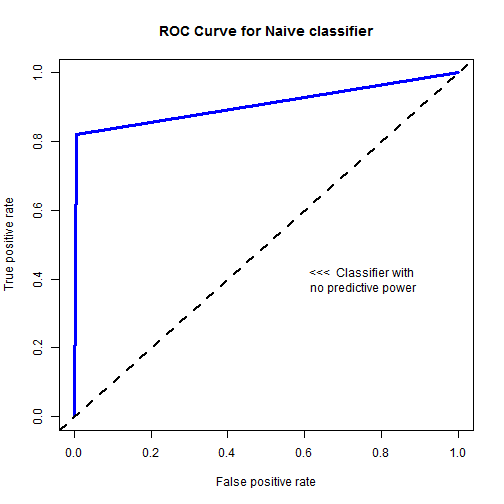 ROC Curve for Naive classifier
True positive rate
1.0
0.8
0.6
0.4
0.2
0.0
<<< Classifier with
no predictive power
0.0 0.2 0.4 0.6 0.8 1.0
False positive rate